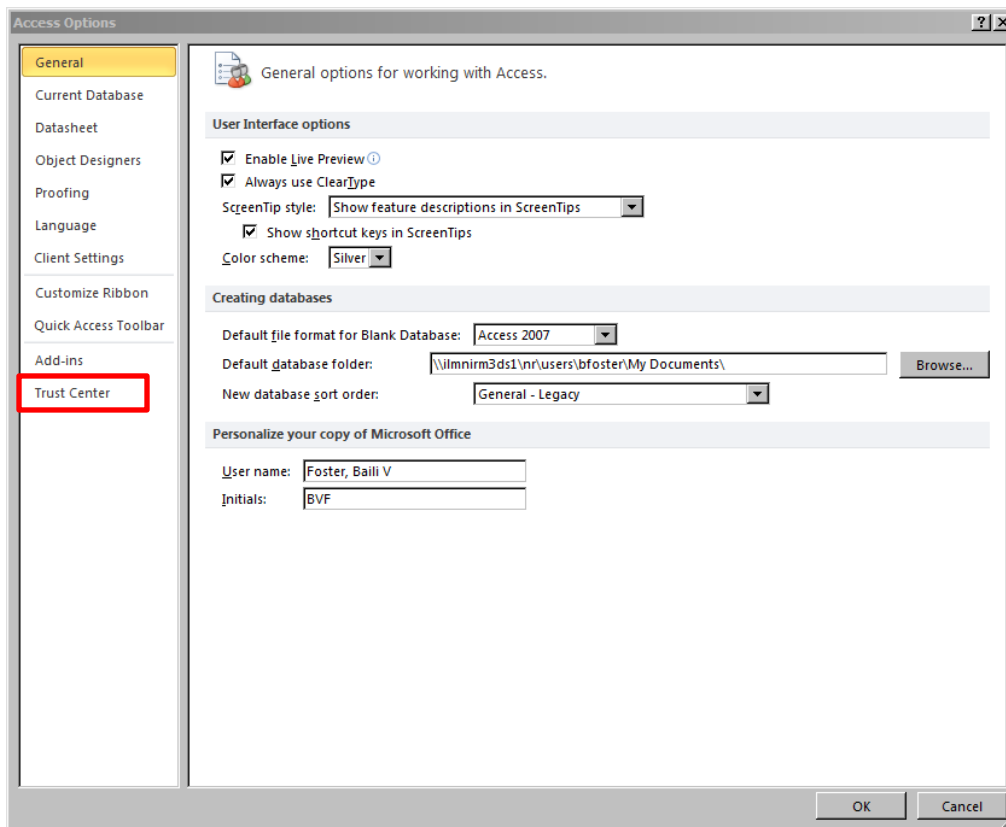 Access Options
General
Current Database
Datasheet
Object Designers
Proofing
Language
Client Settings
Customize Ribbon
Quick Access Toolbar
Add-ins
Trust Center
General options for working with Access.
User Interface options
Enable Live Preview
Always use ClearType
ScreenTip style: Show feature descriptions in ScreenTips
Show shortcut keys in ScreenTips
Color scheme: Silver
Creating databases
Default file format for Blank Database: Access 2007
Default database folder: \\ilmnirm3ds1\nr\users\bfoster\My Documents\ Browse...
New database sort order: General - Legacy
Personalize your copy of Microsoft Office
User name: Foster, Baili V
Initials: BVF
OK Cancel